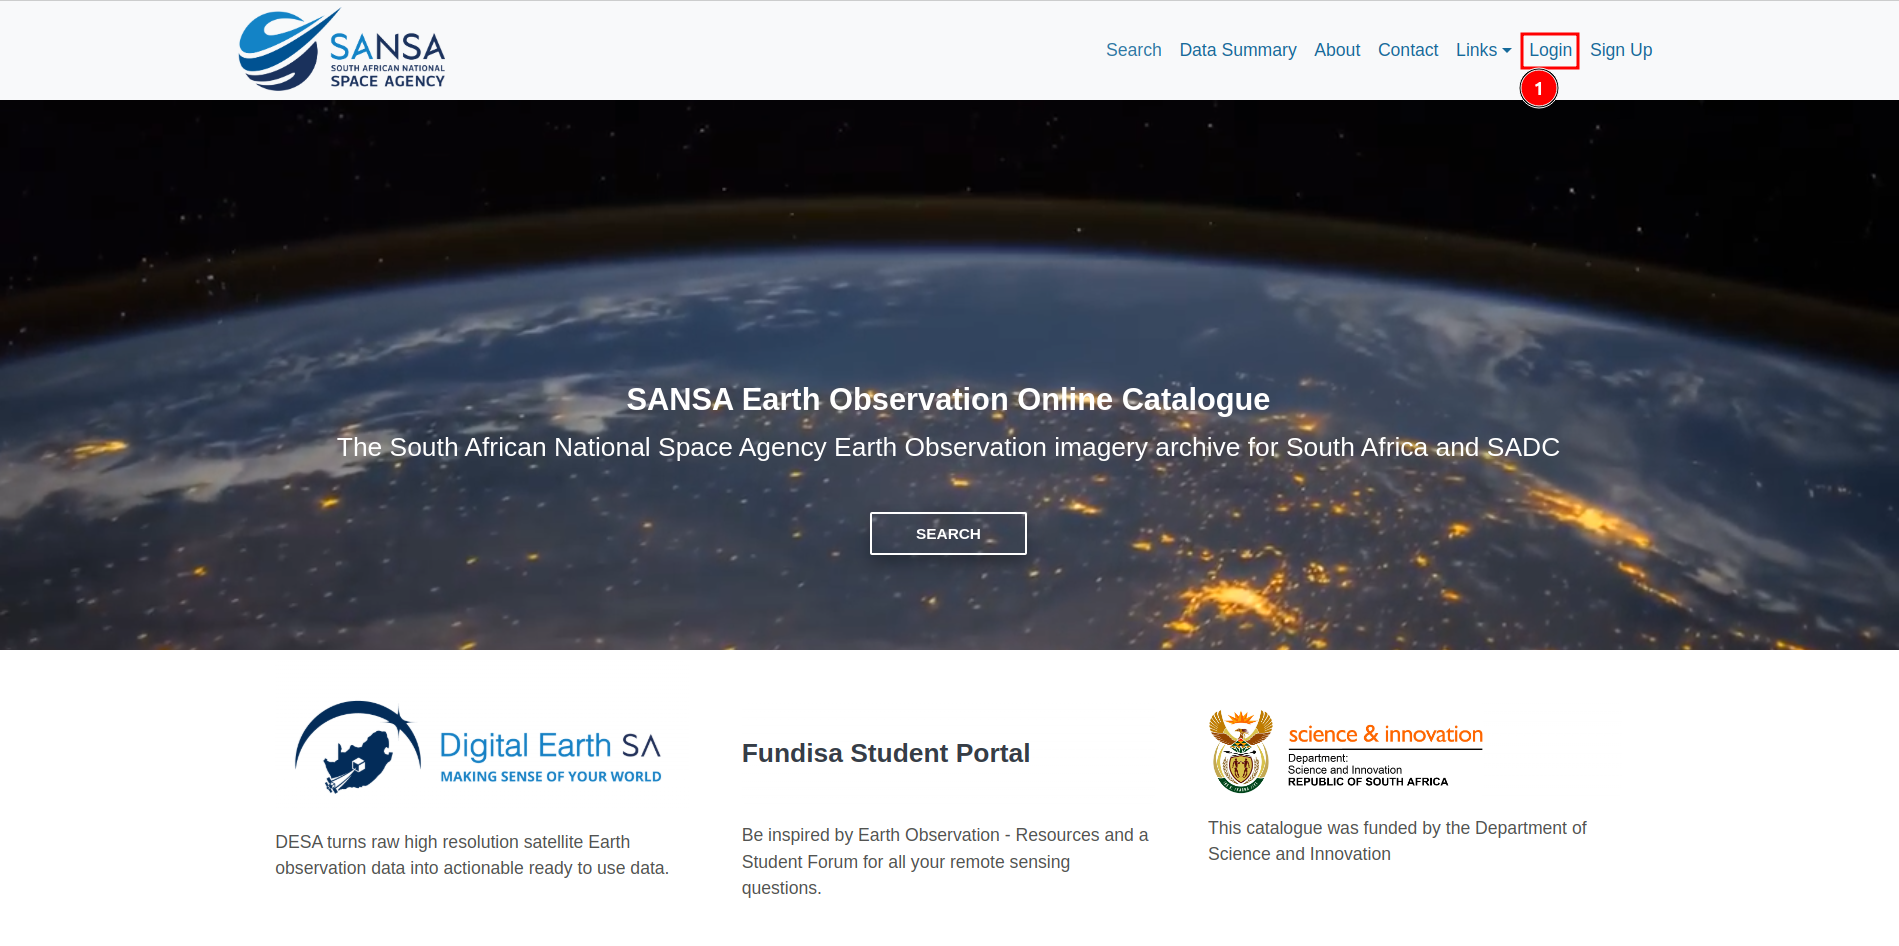 SANSA
SOUTH AFRICAN NATIONAL
SPACE AGENCY
Search Data Summary About Contact Links Login Sign Up
1
SANSA Earth Observation Online Catalogue
The South African National Space Agency Earth Observation imagery archive for South Africa and SADC
SEARCH
Digital Earth SA
MAKING SENSE OF YOUR WORLD
DESA turns raw high resolution satellite Earth
observation data into actionable ready to use data.
Fundisa Student Portal
Be inspired by Earth Observation - Resources and a
Student Forum for all your remote sensing
questions.
science & innovation
Department:
Science and Innovation
REPUBLIC OF SOUTH AFRICA
This catalogue was funded by the Department of
Science and Innovation